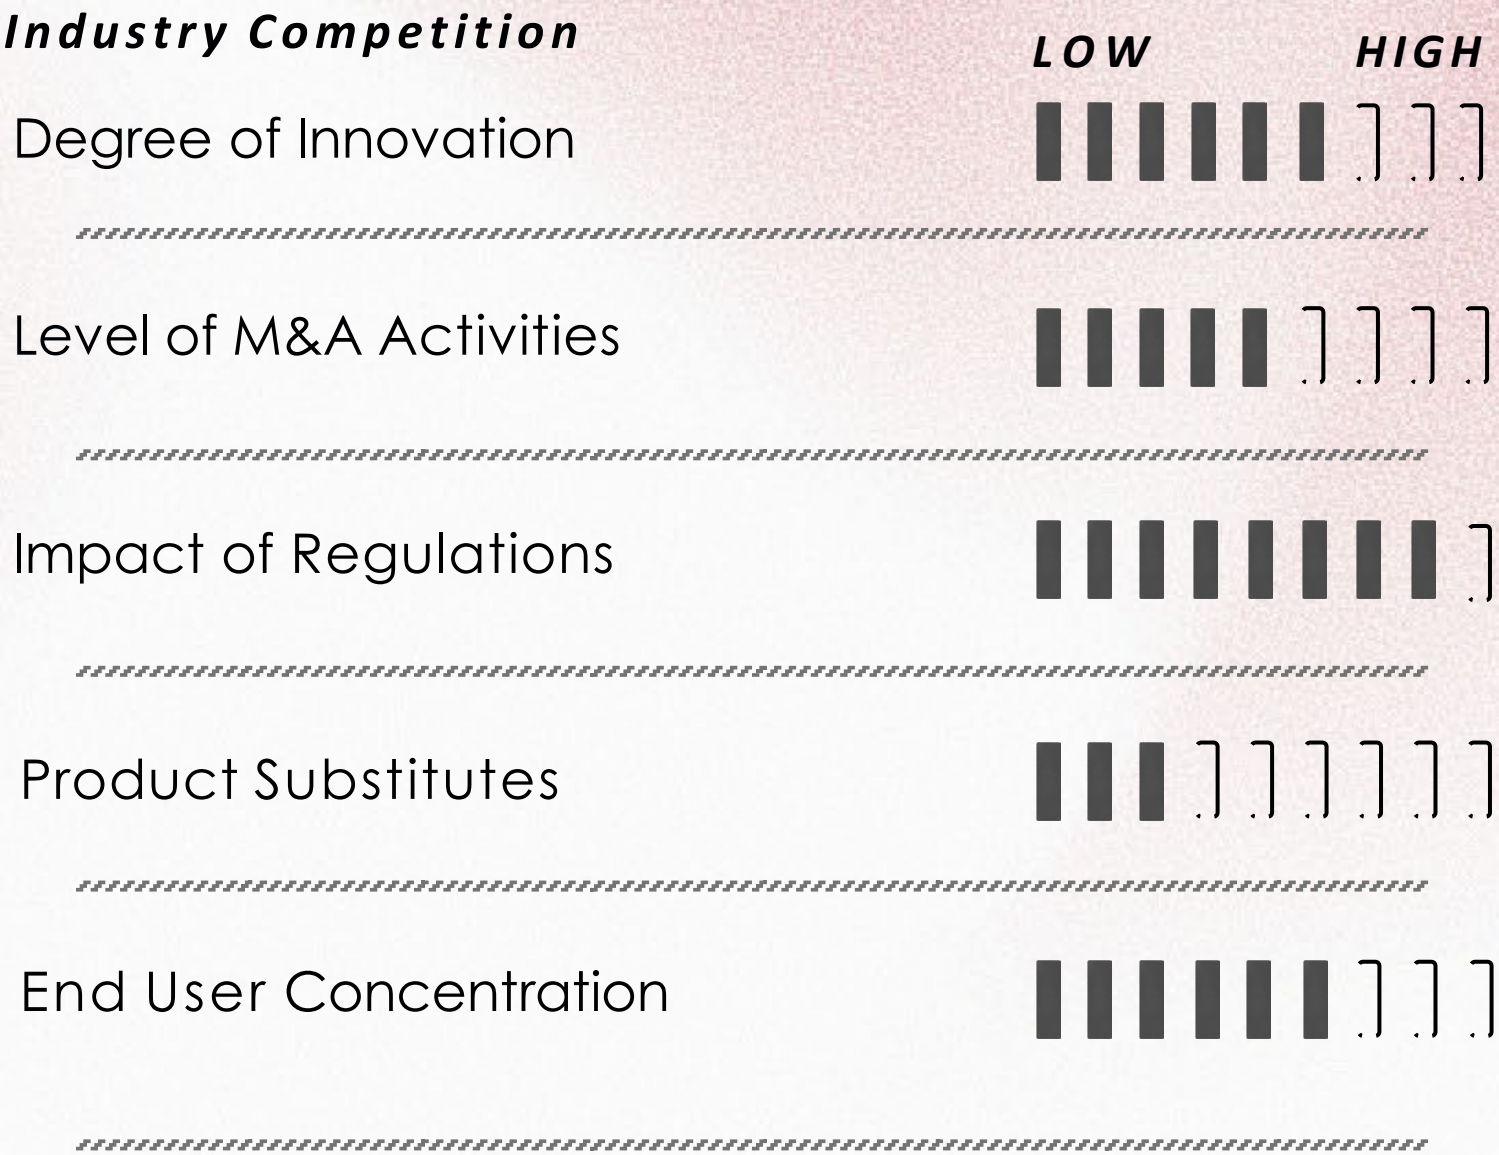 Industry Competition
LOW HIGH
Degree of Innovation
Level of M&A Activities
Impact of Regulations
Product Substitutes
End User Concentration